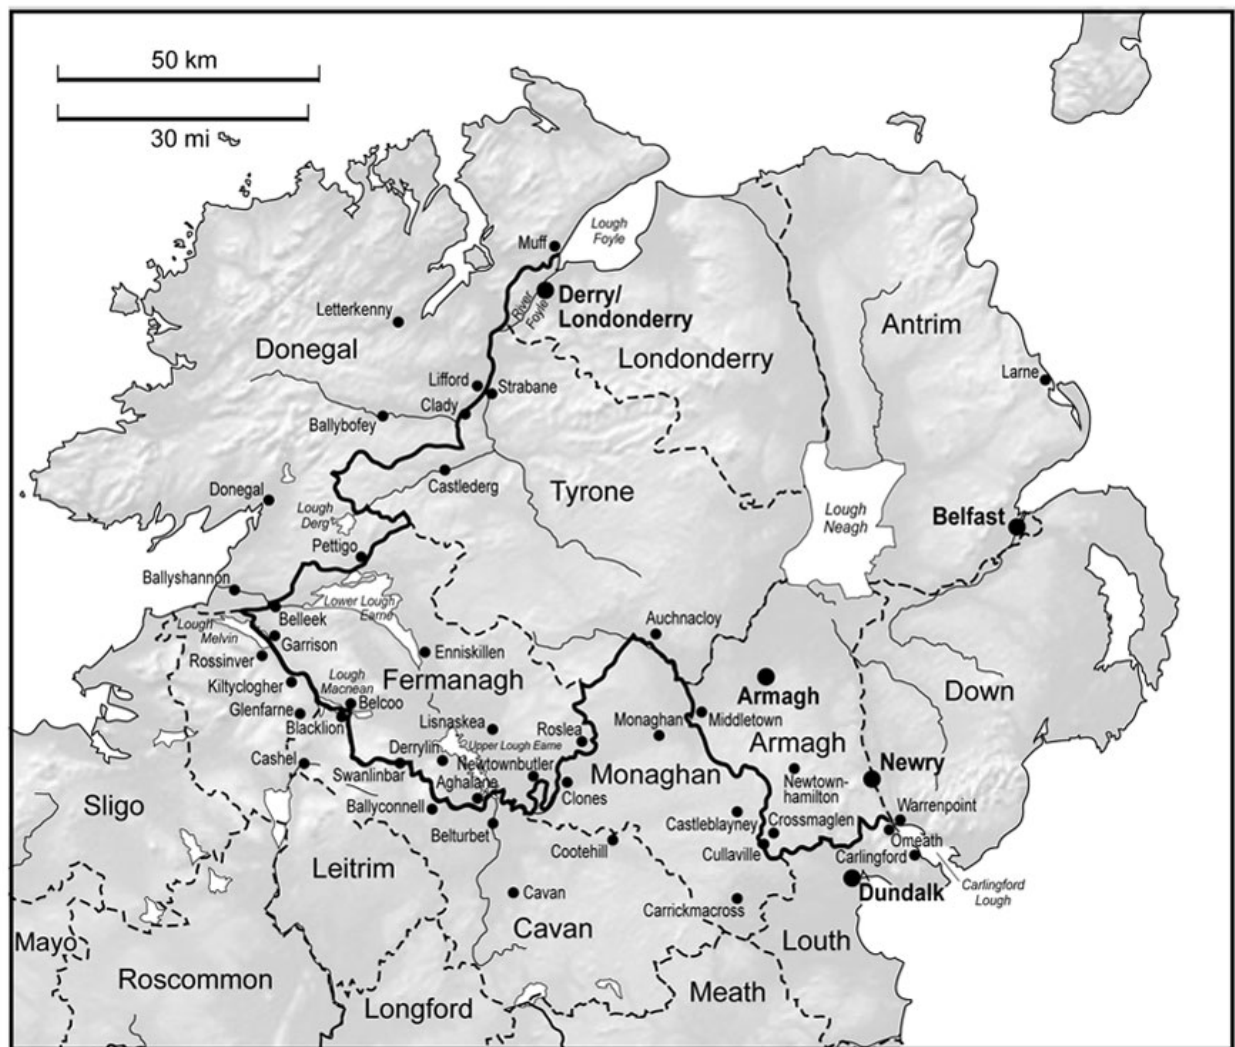 50 km
30 mi
Lough
Foyle
Muff
River
Foyle
Derry/
Londonderry
Letterkenny
Antrim
Donegal
Londonderry
Larne
Lifford
Strabane
Clady
Ballybofey
Castlederg
Tyrone
Donegal
Lough
Derg
Lough
Neagh
Belfast
Pettigo
Ballyshannon
Lower Lough
Earne
Belleek
Lough
Melvin
Garrison
Auchnacloy
Rossinver
Enniskillen
Kiltyclogher
Lough
Macnean
Fermanagh
Armagh
Down
Belcoo
Glenfarne
Blacklion
Lisnaskea
Roslea
Monaghan
Middletown
Armagh
Derrylin
Upper Lough Earne
Cashel
Swanlinbar
Newtownbutler
Monaghan
Newry
Aghalane
Clones
Newtown-
hamilton
Sligo
Ballyconnell
Warrenpoint
Castleblayney
Crossmaglen
Belturbet
Omeath
Cootehill
Cullaville
Carlingford
Leitrim
Dundalk
Carlingford
Lough
Cavan
Carrickmacross
Cavan
Mayo
Louth
Roscommon
Longford
Meath